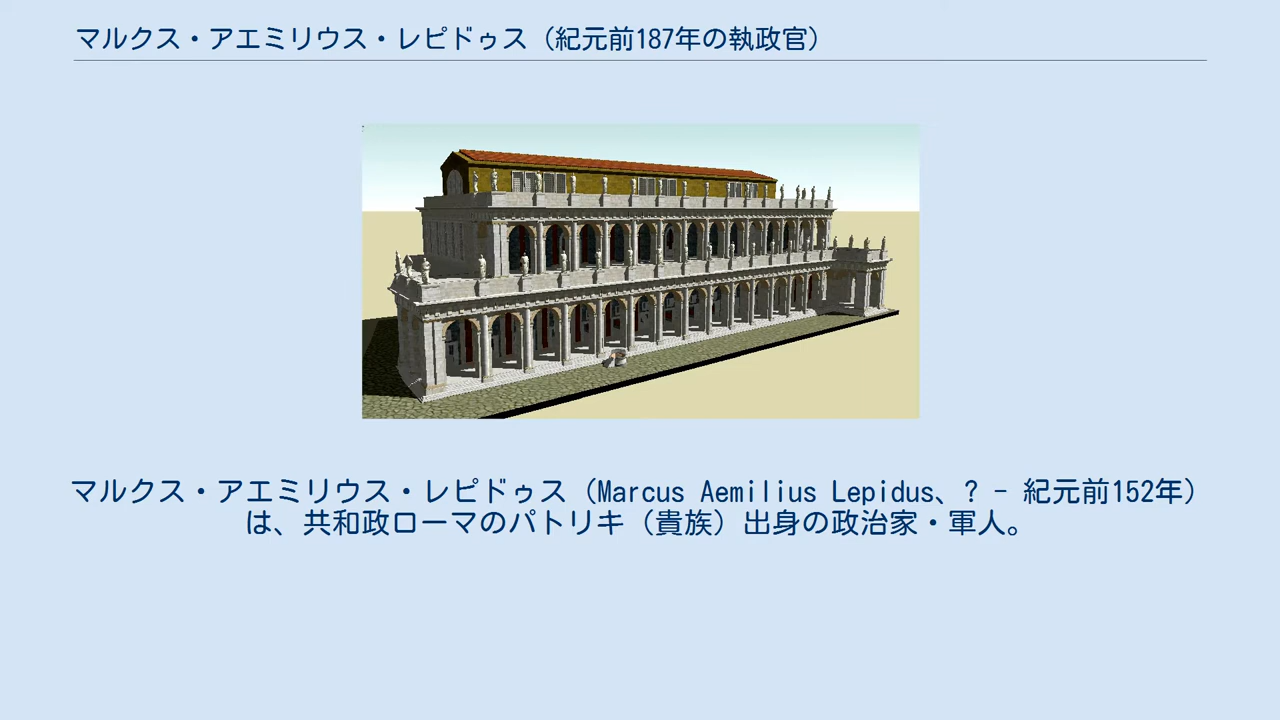 マルクス・アエミリウス・レピドゥス（紀元前187年の執政官）
マルクス・アエミリウス・レピドゥス（Marcus Aemilius Lepidus、? - 紀元前152年）
は、共和政ローマのパトリキ（貴族）出身の政治家・軍人。